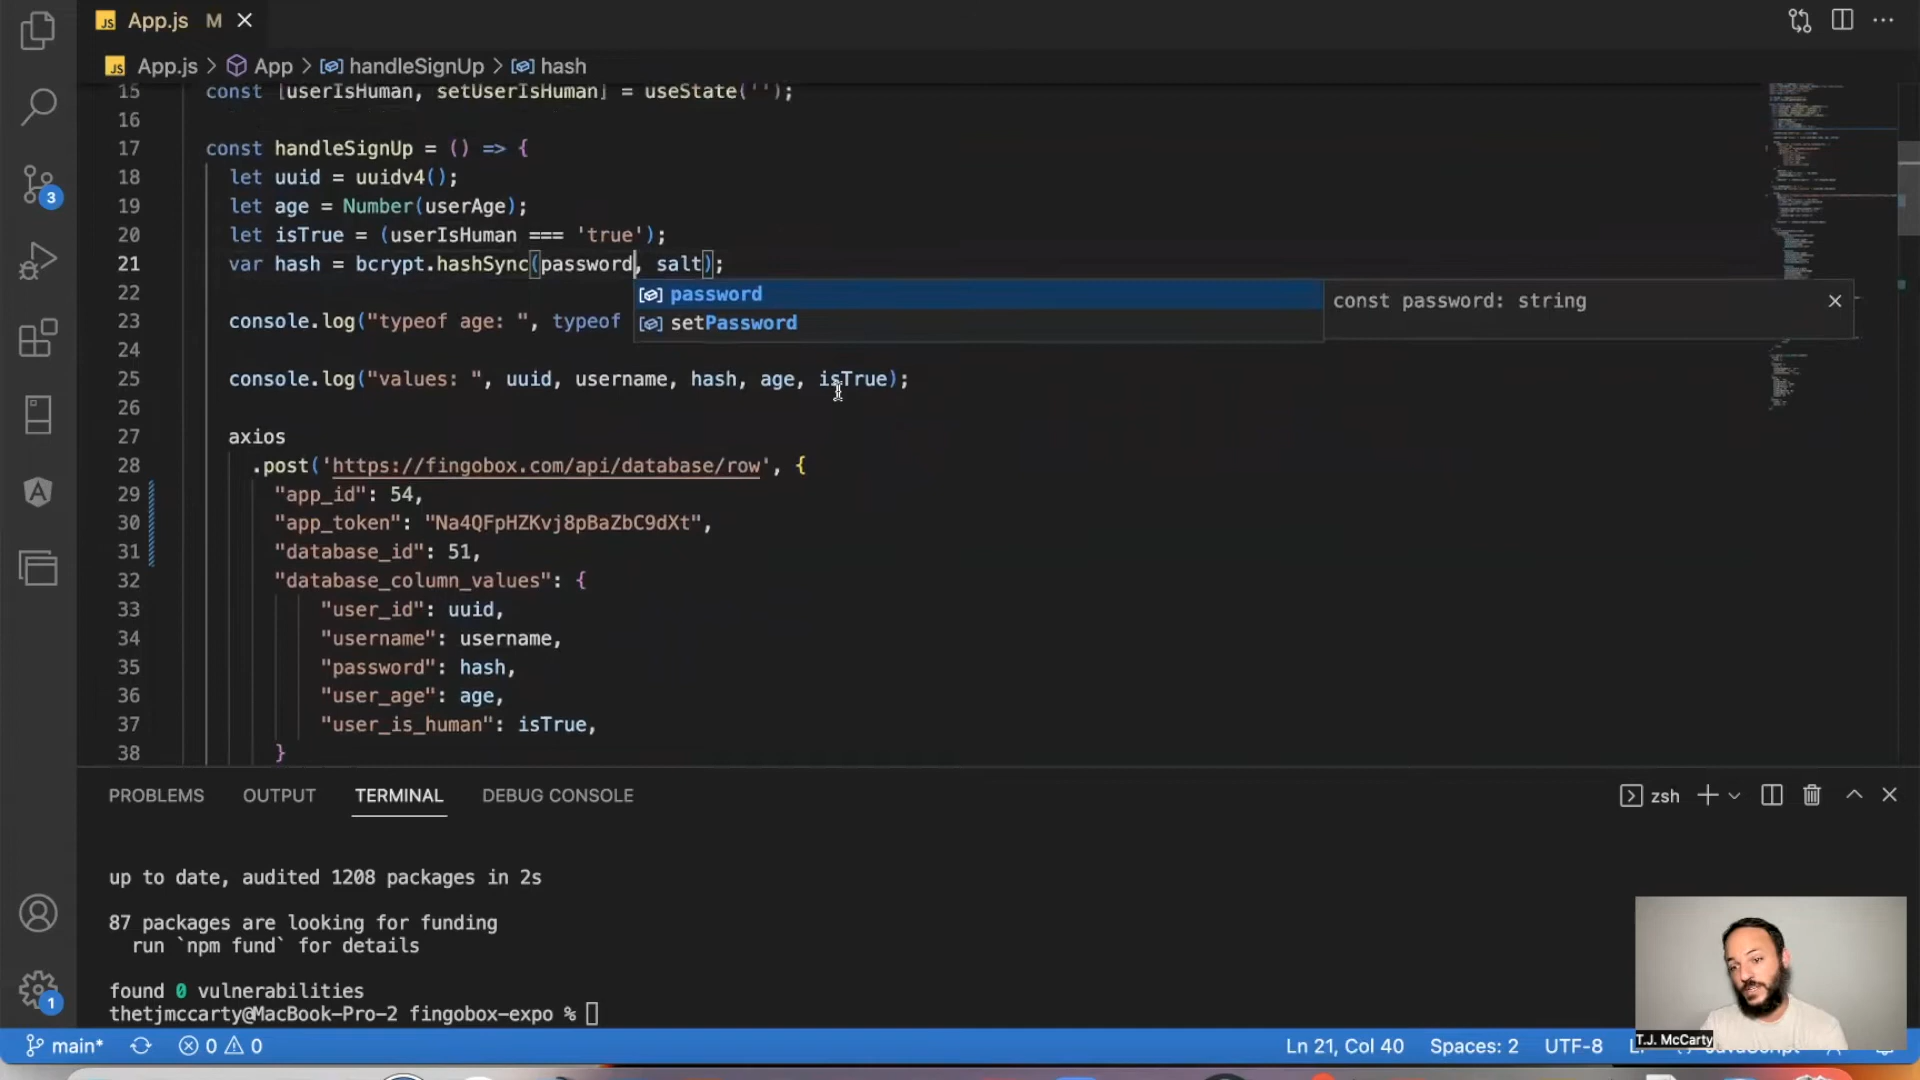 App.js M
App.js > App > handleSignUp > hash
15 const [userIsHuman, setUserIsHuman] = useState('');
16
17 const handleSignUp = () => {
18 let uuid = uuidv4();
19 let age = Number(userAge);
20 let isTrue = (userIsHuman === 'true');
21 var hash = bcrypt.hashSync(password, salt);
22
password
const password: string
23 console.log("typeof age: ", typeof
setPassword
24
25 console.log("values: ", uuid, username, hash, age, isTrue);
26
27 axios
28 .post('https://fingobox.com/api/database/row', {
29 "app_id": 54,
30 "app_token": "Na4QFpHZKvj8pBaZbC9dXt",
31 "database_id": 51,
32 "database_column_values": {
33 "user_id": uuid,
34 "username": username,
35 "password": hash,
36 "user_age": age,
37 "user_is_human": isTrue,
38 }
3
PROBLEMS OUTPUT TERMINAL DEBUG CONSOLE zsh
up to date, audited 1208 packages in 2s
87 packages are looking for funding
run `npm fund` for details
found 0 vulnerabilities
thetjmccarty@MacBook-Pro-2 fingobox-expo %
1
T.J. McCarty
main* 0 0 Ln 21, Col 40 Spaces: 2 UTF-8